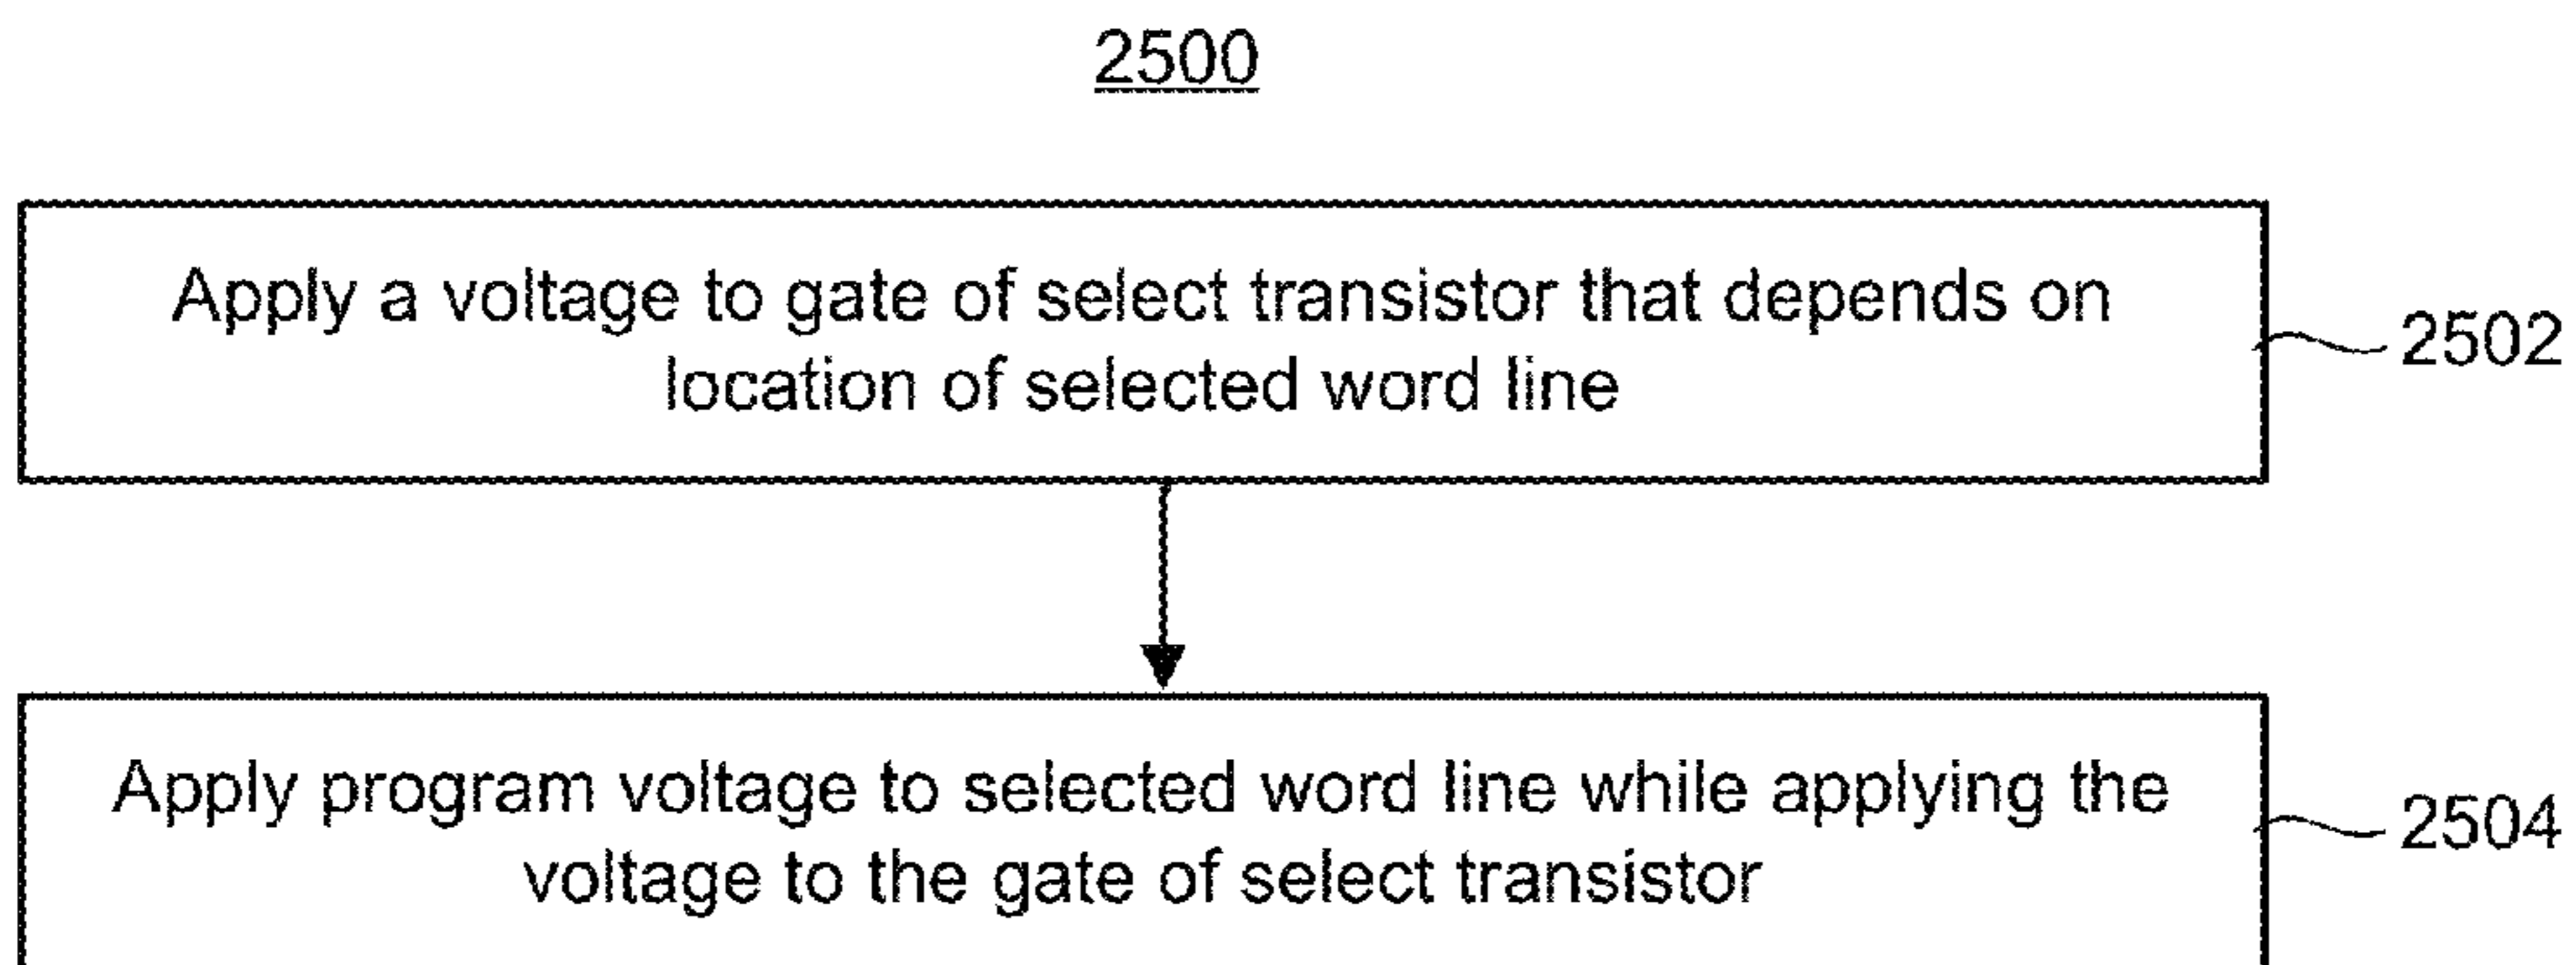 2500
Apply a voltage to gate of select transistor that depends on
location of selected word line
2502
Apply program voltage to selected word line while applying the
voltage to the gate of select transistor
2504